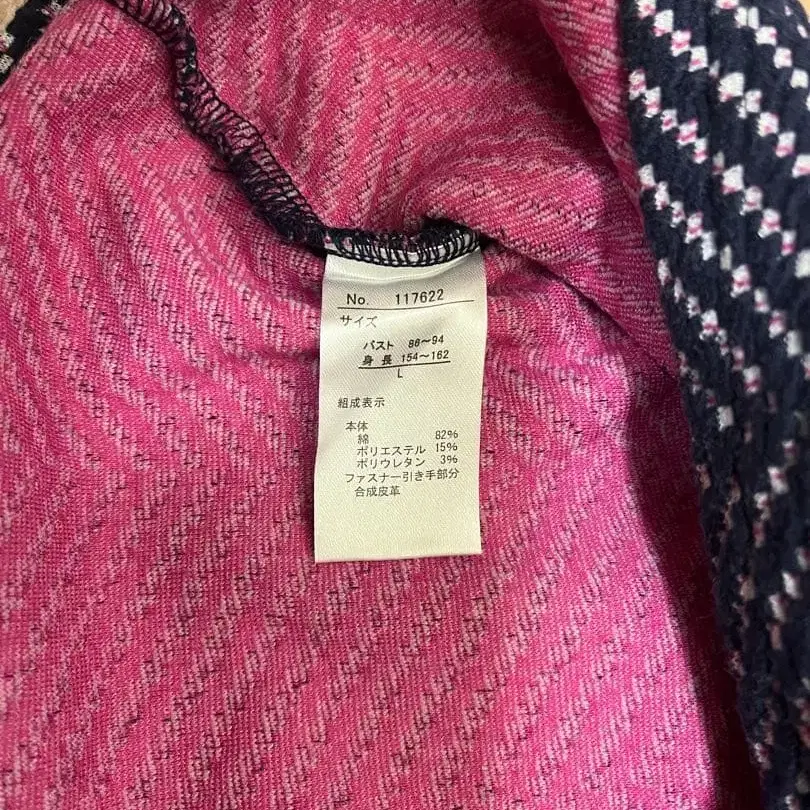 No. 117622
サイズ
バスト 86～94
身長 154～162
L
組成表示
本体
綿 82%
ポリエステル 15%
ポリウレタン 3%
ファスナー引き手部分
合成皮革